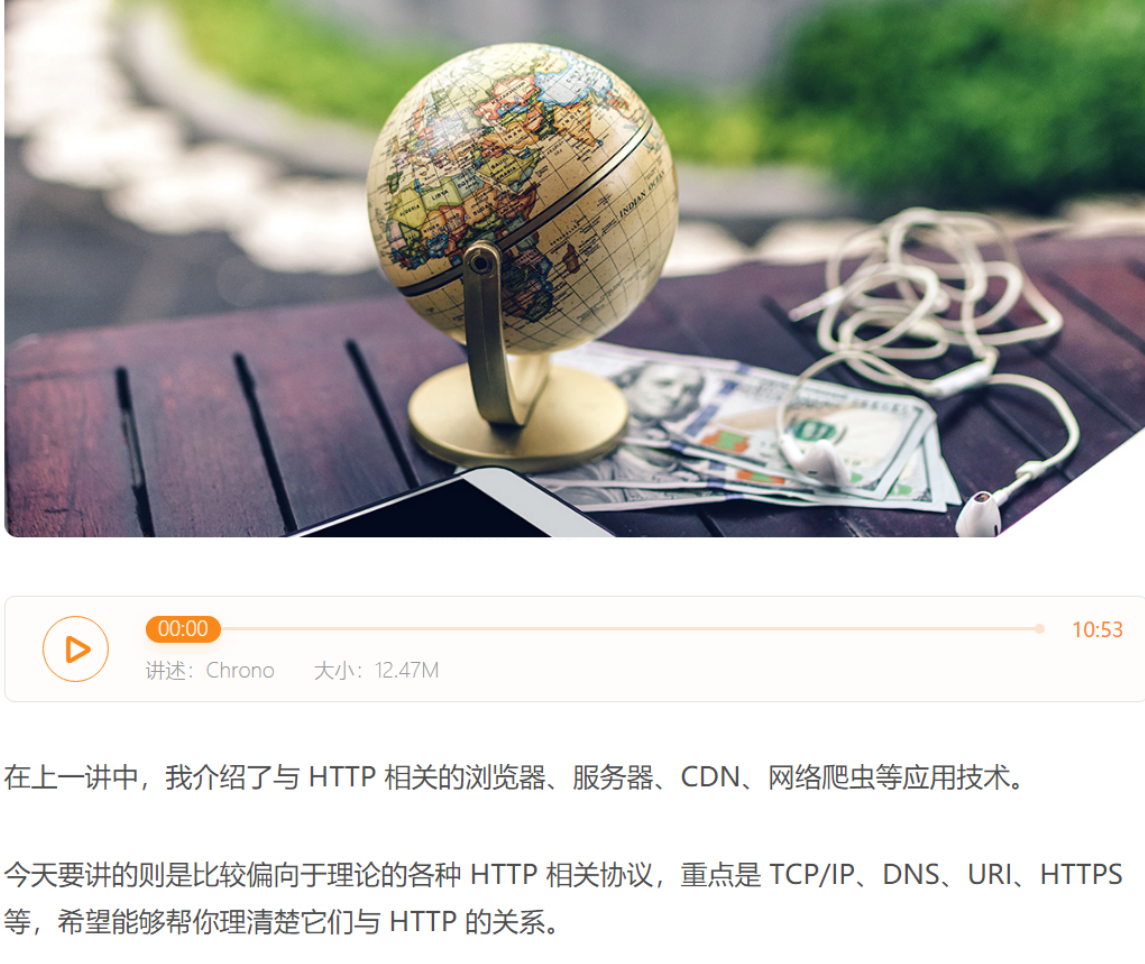 INDIAN OCEAN
LIBYA
00:00
10:53
讲述：Chrono 大小：12.47M
在上一讲中，我介绍了与 HTTP 相关的浏览器、服务器、CDN、网络爬虫等应用技术。
今天要讲的则是比较偏向于理论的各种 HTTP 相关协议，重点是 TCP/IP、DNS、URI、HTTPS
等，希望能够帮你理清楚它们与 HTTP 的关系。